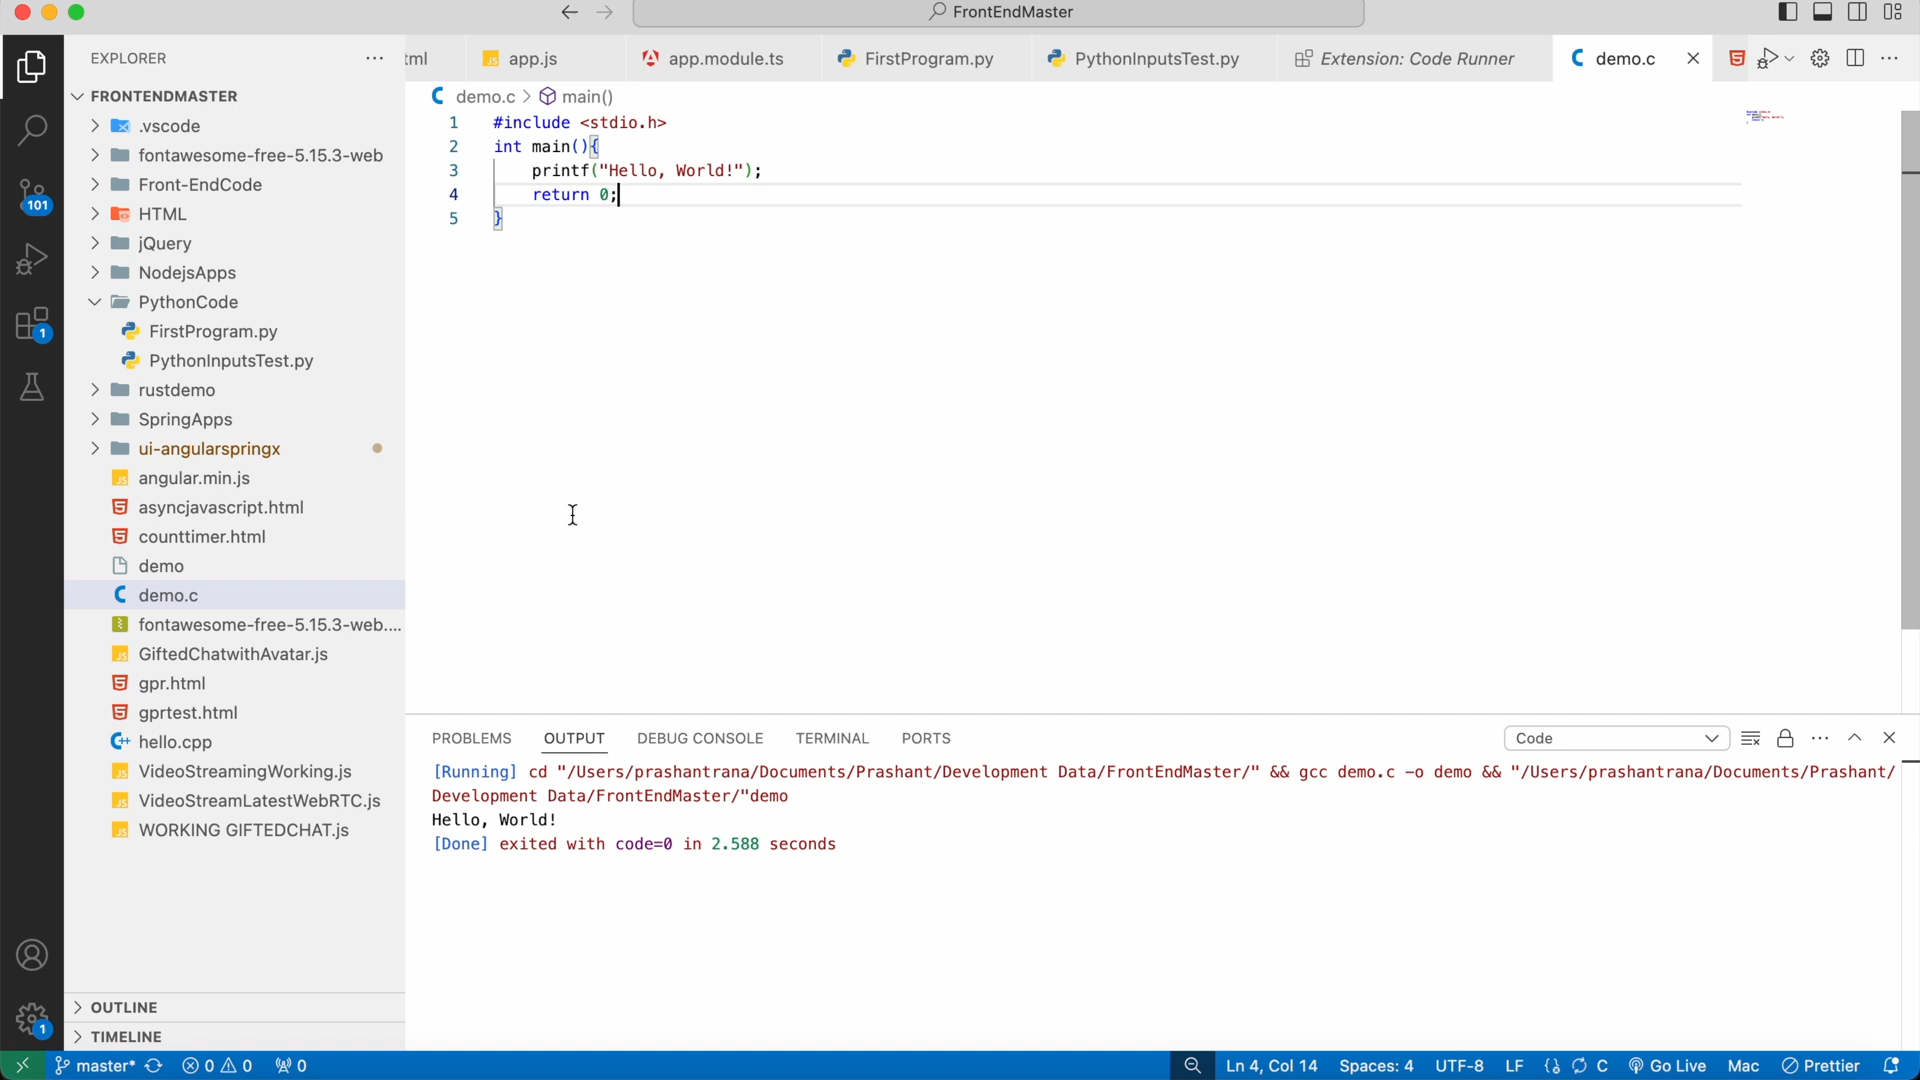 FrontEndMaster
EXPLORER
tml
app.js
app.module.ts
FirstProgram.py
PythonInputsTest.py
Extension: Code Runner
demo.c
FRONTENDMASTER
.vscode
fontawesome-free-5.15.3-web
Front-EndCode
HTML
jQuery
NodejsApps
PythonCode
FirstProgram.py
PythonInputsTest.py
rustdemo
SpringApps
ui-angularspringx
angular.min.js
asyncjavascript.html
counttimer.html
demo
demo.c
fontawesome-free-5.15.3-web....
GiftedChatwithAvatar.js
gpr.html
gprtest.html
hello.cpp
VideoStreamingWorking.js
VideoStreamLatestWebRTC.js
WORKING GIFTEDCHAT.js
OUTLINE
TIMELINE
101
1
1
demo.c > main()
1 #include <stdio.h>
2 int main(){
3 printf("Hello, World!");
4 return 0;
5 }
PROBLEMS OUTPUT DEBUG CONSOLE TERMINAL PORTS
Code
[Running] cd "/Users/prashantrana/Documents/Prashant/Development Data/FrontEndMaster/" && gcc demo.c -o demo && "/Users/prashantrana/Documents/Prashant/
Development Data/FrontEndMaster/"demo
Hello, World!
[Done] exited with code=0 in 2.588 seconds
master* 0 0 0 Ln 4, Col 14 Spaces: 4 UTF-8 LF {} C Go Live Mac Prettier